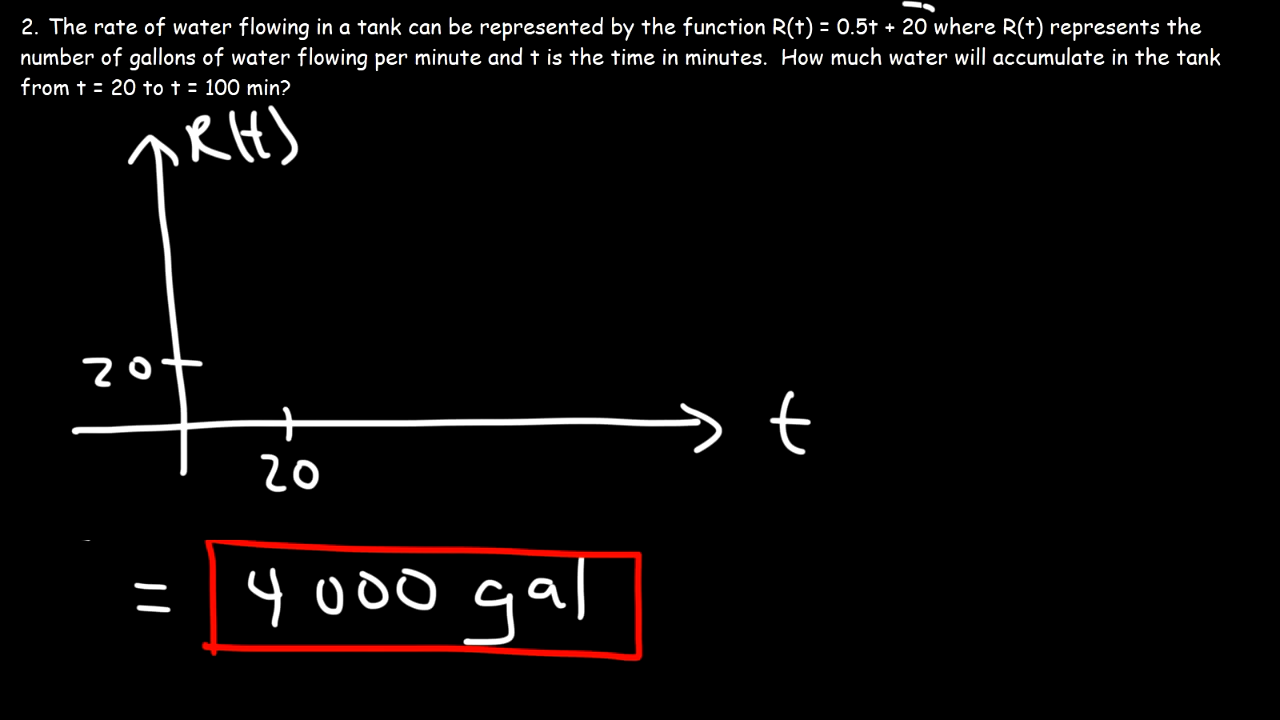 2. The rate of water flowing in a tank can be represented by the function R(t) = 0.5t + 20 where R(t) represents the
number of gallons of water flowing per minute and t is the time in minutes. How much water will accumulate in the tank
from t = 20 to t = 100 min?
R(t)
20
t
20
= 4000 gal